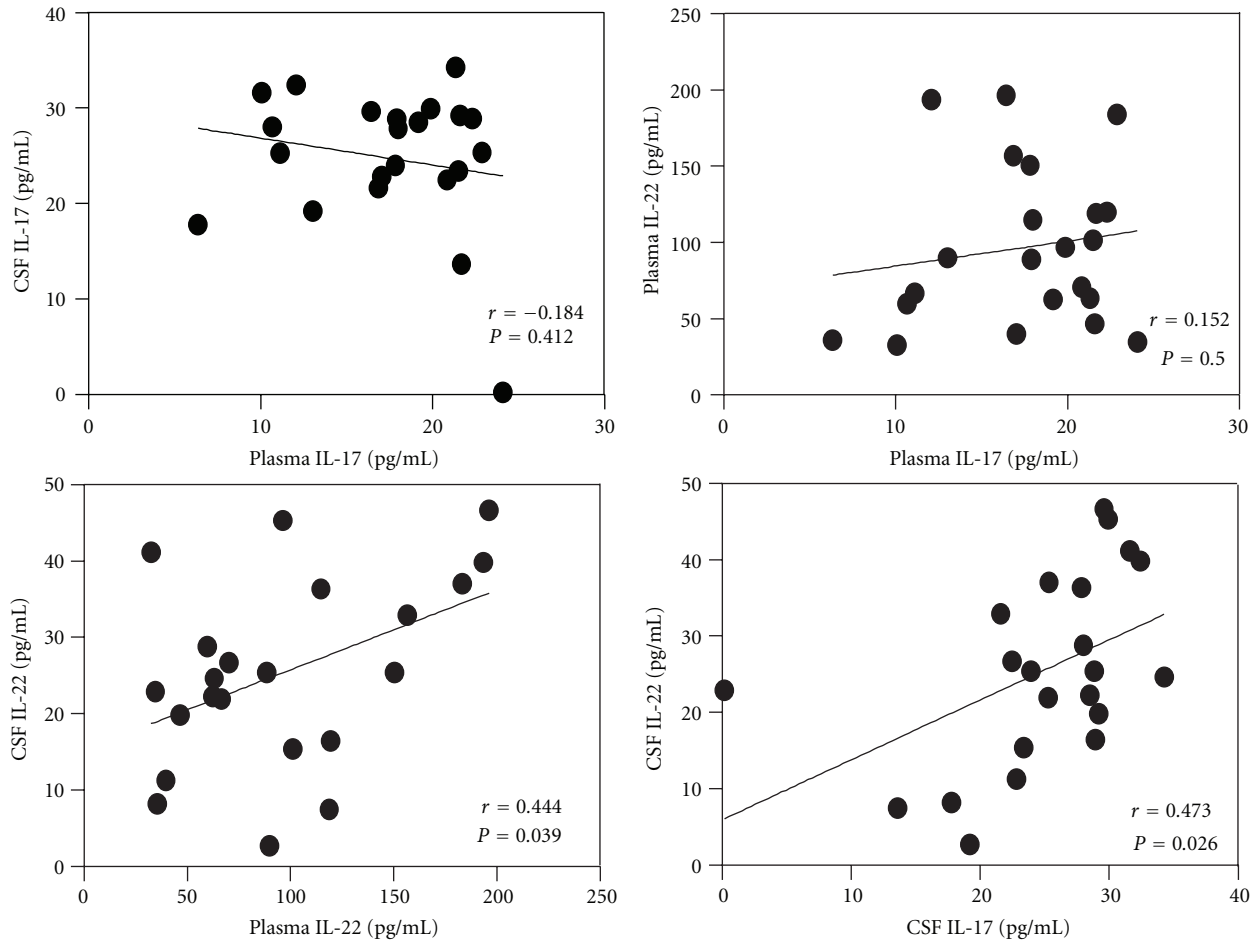 40
30
20
10
0
CSF IL-17 (pg/mL)
r = −0.184
P = 0.412
0 10 20 30
Plasma IL-17 (pg/mL)
250
200
150
100
50
0
Plasma IL-22 (pg/mL)
r = 0.152
P = 0.5
0 10 20 30
Plasma IL-17 (pg/mL)
50
40
30
20
10
0
CSF IL-22 (pg/mL)
r = 0.444
P = 0.039
0 50 100 150 200 250
Plasma IL-22 (pg/mL)
50
40
30
20
10
0
CSF IL-22 (pg/mL)
r = 0.473
P = 0.026
0 10 20 30 40
CSF IL-17 (pg/mL)